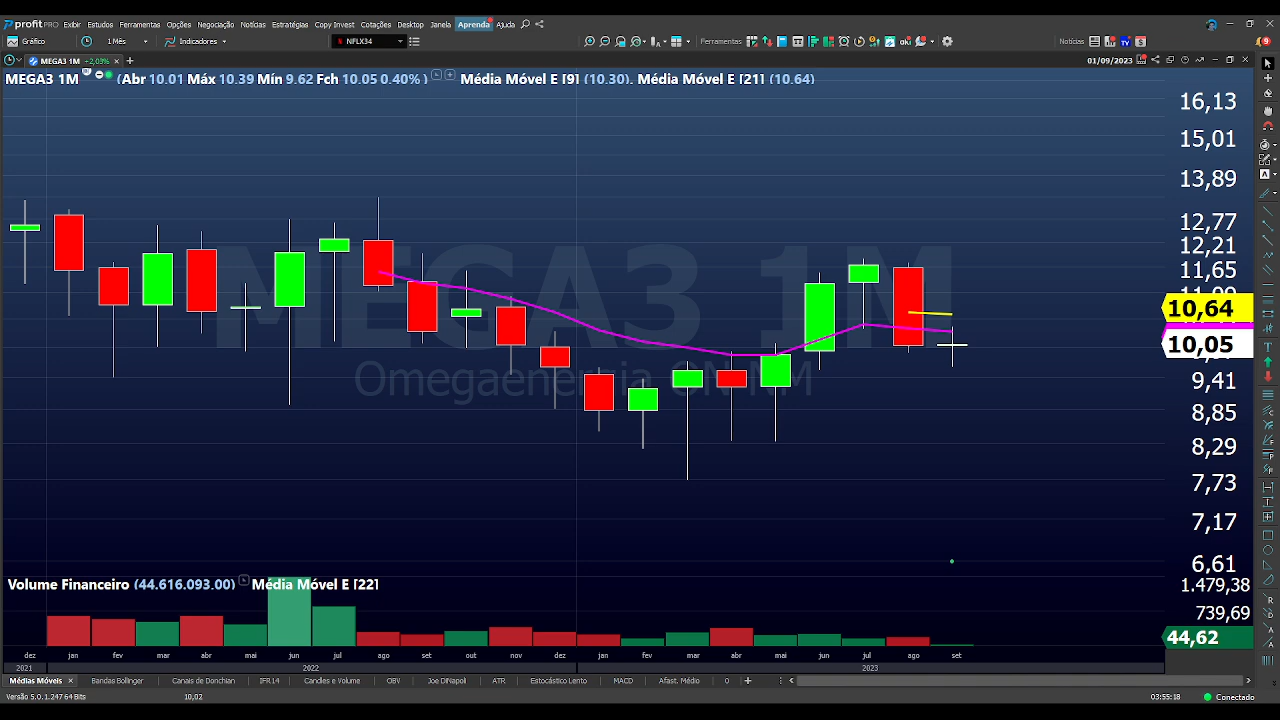 profit PRO Exibir Estudos Ferramentas Opções Negociação Notícias Estratégias Copy Invest Cotações Desktop Janela Aprenda Ajuda
Gráfico 1 Mês Indicadores NFLX34 Ferramentas Notícias 9
MEGA3 1M +2,03% 01/09/2023
MEGA3 1M (Abr 10.01 Máx 10.39 Mín 9.62 Fch 10.05 0.40% ) Média Móvel E [9] (10.30). Média Móvel E [21] (10.64)
16,13
15,01
13,89
12,77
12,21
11,65
11,09
10,64
10,05
9,41
8,85
8,29
7,73
7,17
6,61
MEGA3 1M
Omegaenergia ON NM
Volume Financeiro (44.616.093.00) Média Móvel E [22]
1.479,38
739,69
44,62
dez jan fev mar abr mai jun jul ago set out nov dez jan fev mar abr mai jun jul ago set
2021 2022 2023
Médias Móveis Bandas Bollinger Canais de Donchian IFR.14 Candles e Volume OBV Joe DiNapoli ATR Estocástico Lento MACD Afast. Médio 0
Versão 5.0.1.247 64 Bits 10,02 03:55:18 Conectado